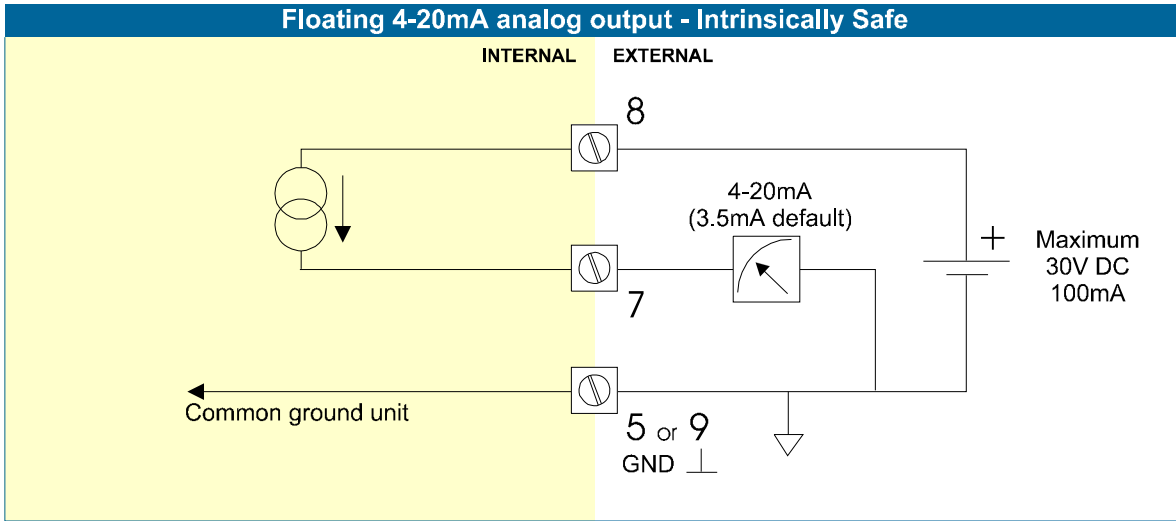 Floating 4-20mA analog output - Intrinsically Safe
INTERNAL EXTERNAL
8
4-20mA
(3.5mA default)
+
Maximum
30V DC
100mA
7
Common ground unit
5 or 9
GND